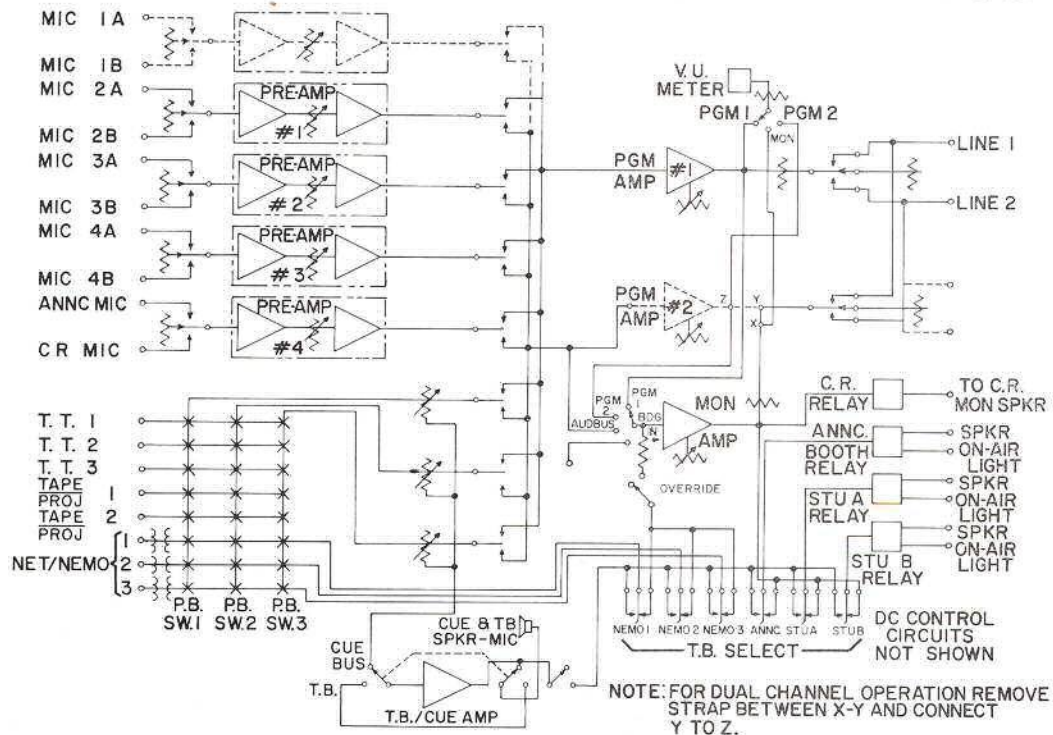 MIC 1A
MIC 1B
MIC 2A
MIC 2B
MIC 3A
MIC 3B
MIC 4A
MIC 4B
ANNC MIC
CR MIC
PRE-AMP
#1
PRE-AMP
#2
PRE-AMP
#3
PRE-AMP
#4
T.T. 1
T.T. 2
T.T. 3
TAPE
PROJ 1
TAPE
PROJ 2
NET/NEMO
1
2
3
P.B.
SW.1
P.B.
SW.2
P.B.
SW.3
V.U.
METER
PGM 1
PGM 2
MON
PGM
AMP
#1
PGM
AMP
#2
Z
Y
X
LINE 1
LINE 2
PGM
2
PGM
1
AUDBUS
BDG
IN
MON
AMP
OVERRIDE
C.R.
RELAY
TO C.R.
MON SPKR
ANNC.
BOOTH
RELAY
SPKR
ON-AIR
LIGHT
STU A
RELAY
SPKR
ON-AIR
LIGHT
STU B
RELAY
SPKR
ON-AIR
LIGHT
NEMO 1
NEMO 2
NEMO 3
ANNC
STUA
STUB
T.B. SELECT
DC CONTROL
CIRCUITS
NOT SHOWN
CUE & TB
SPKR-MIC
CUE
BUS
T.B.
T.B./CUE AMP
NOTE: FOR DUAL CHANNEL OPERATION REMOVE
STRAP BETWEEN X-Y AND CONNECT
Y TO Z.